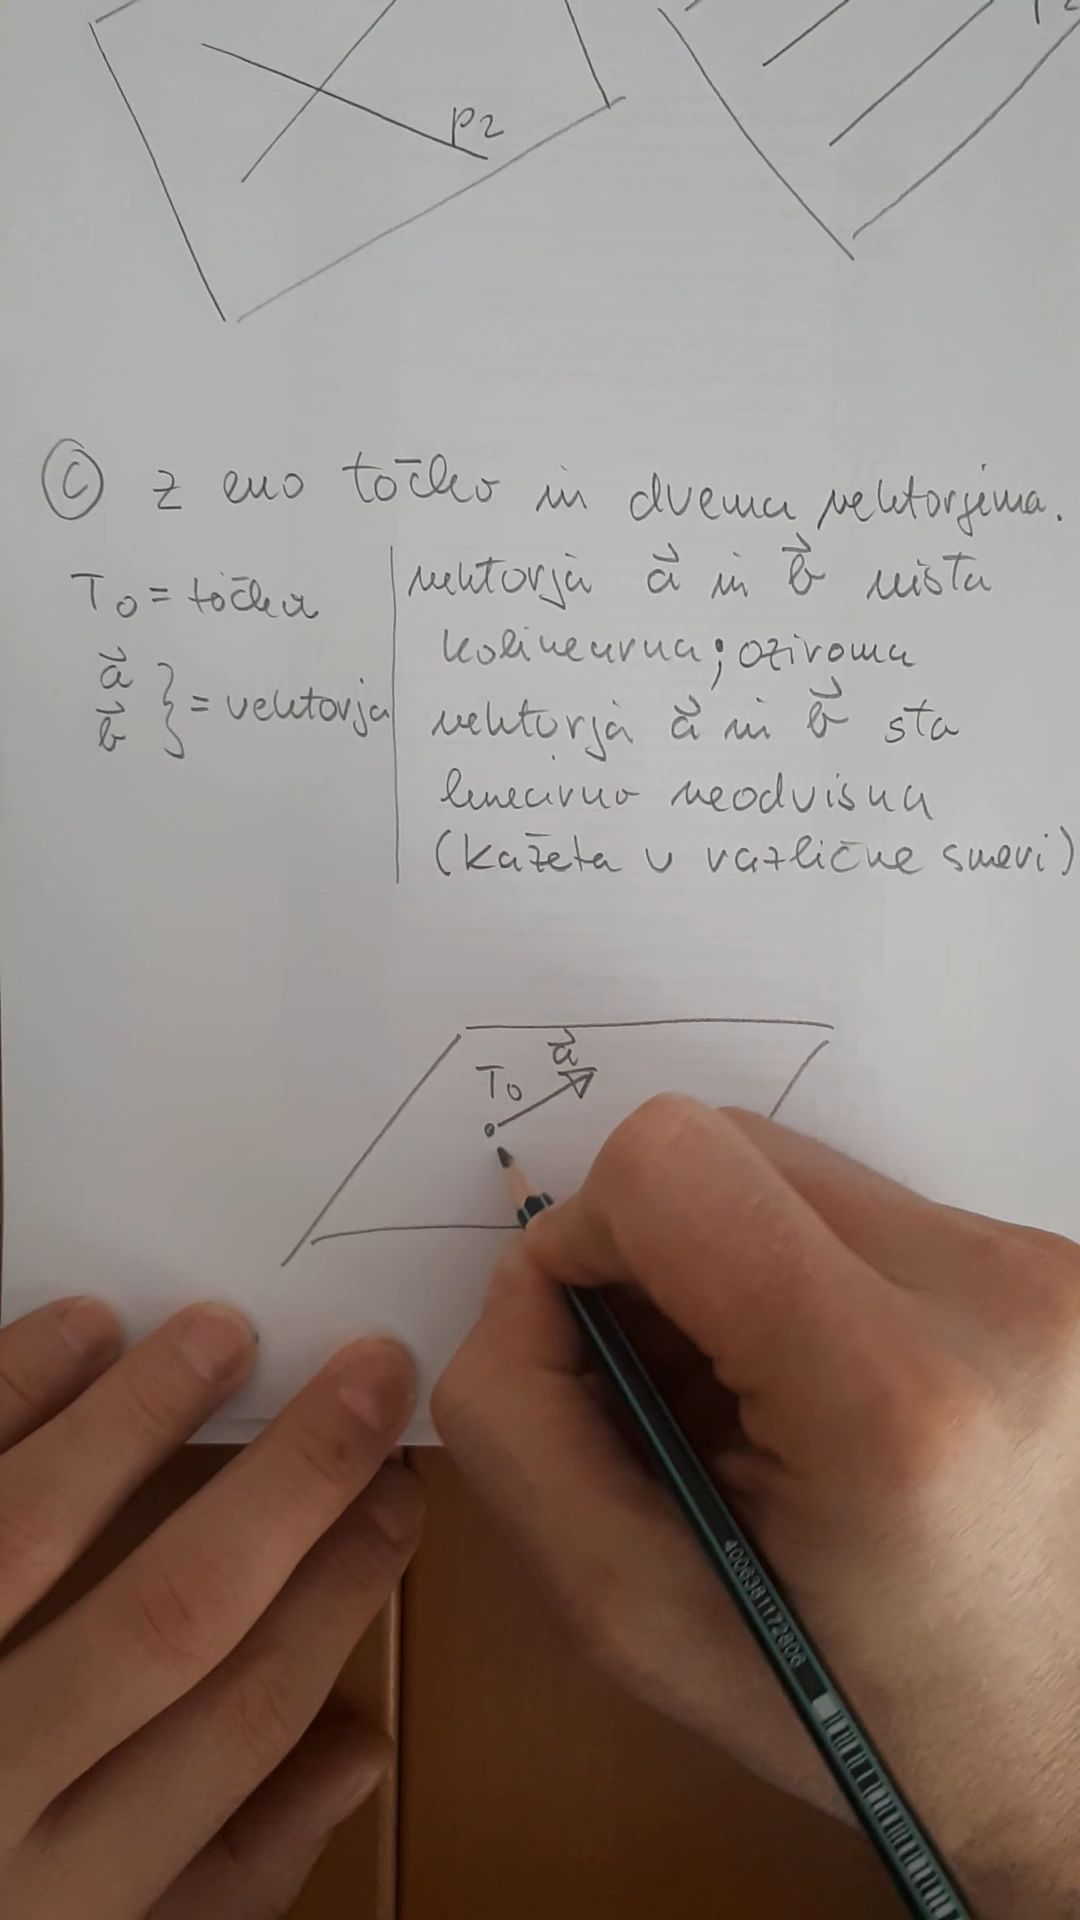 p2
C z eno točko in dvema vektorjema.
T0 = točka
a⃗
b⃗ } = vektorja
vektorja a⃗ in b⃗ nista
kolinearna; oziroma
vektorja a⃗ in b⃗ sta
linearno neodvisna
(kažeta v različne smeri)
a⃗
T0
4006381172806